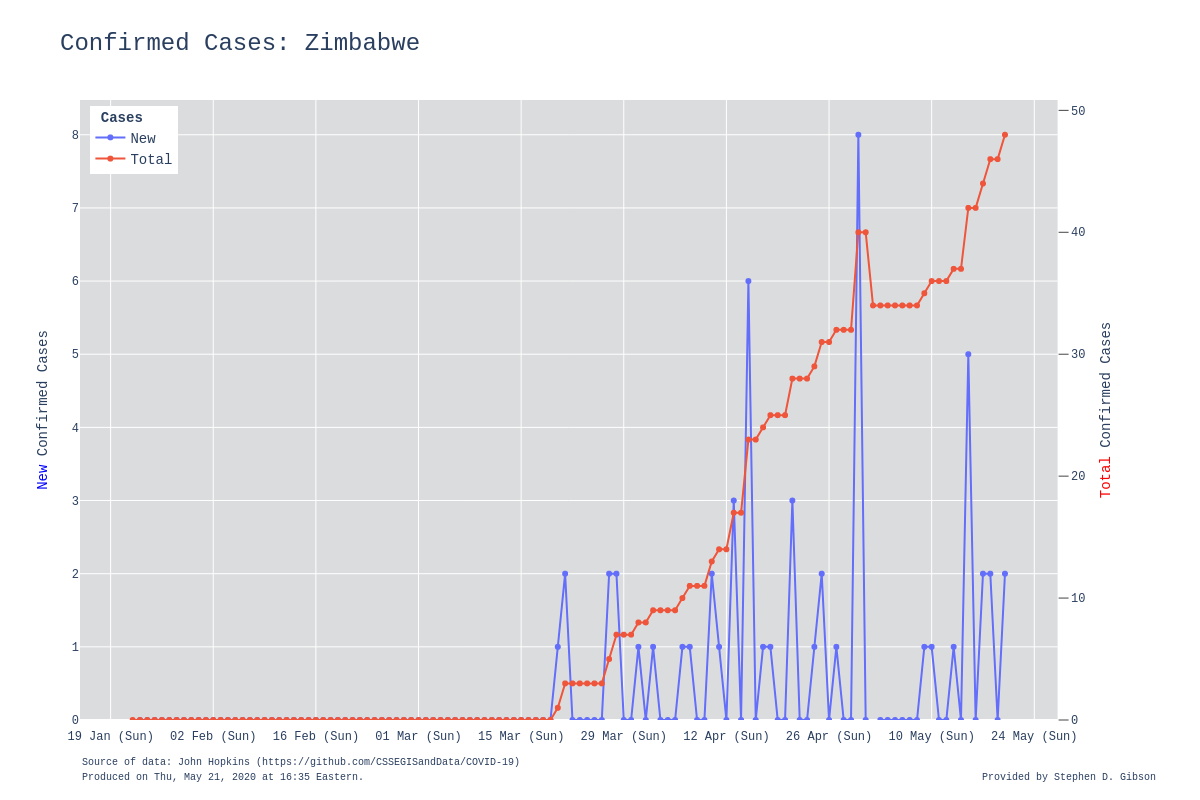 Confirmed Cases: Zimbabwe
Cases
New
Total
8
7
6
5
4
3
2
1
0
New Confirmed Cases
50
40
30
20
10
0
Total Confirmed Cases
19 Jan (Sun) 02 Feb (Sun) 16 Feb (Sun) 01 Mar (Sun) 15 Mar (Sun) 29 Mar (Sun) 12 Apr (Sun) 26 Apr (Sun) 10 May (Sun) 24 May (Sun)
Source of data: John Hopkins (https://github.com/CSSEGISandData/COVID-19)
Produced on Thu, May 21, 2020 at 16:35 Eastern.
Provided by Stephen D. Gibson